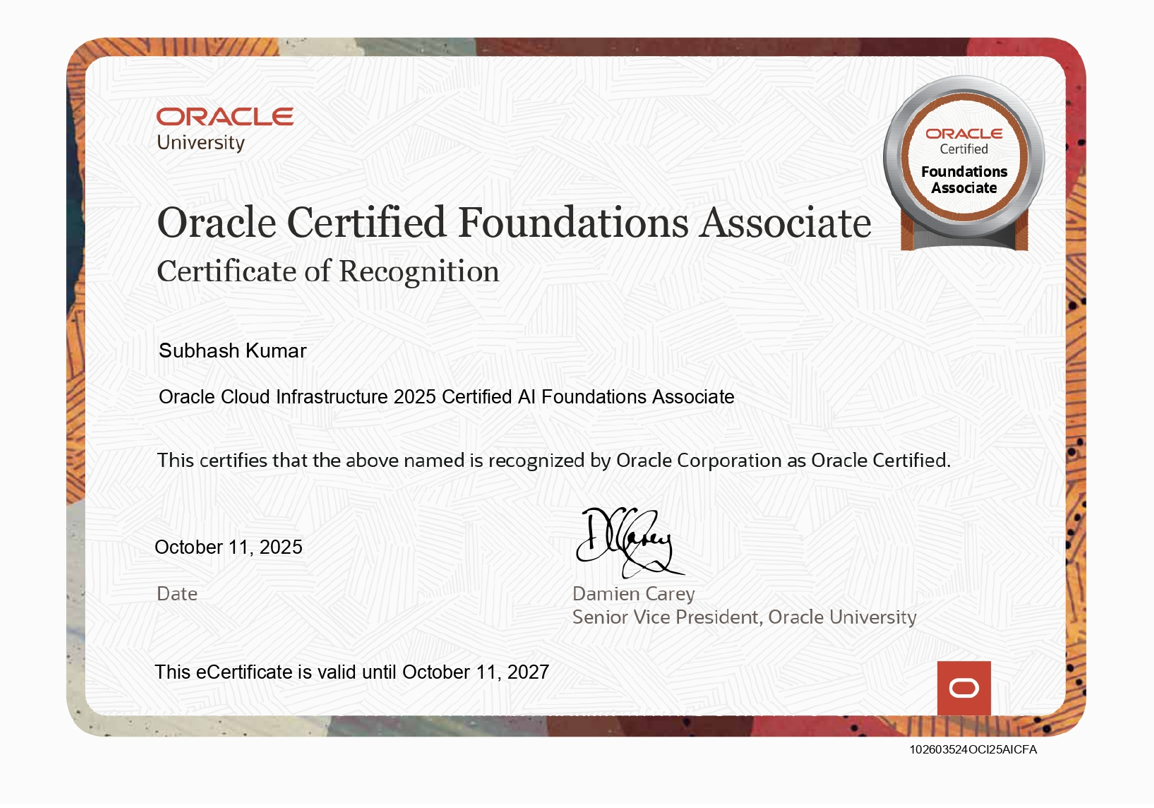 ORACLE
University
ORACLE
Certified
Foundations
Associate
Oracle Certified Foundations Associate
Certificate of Recognition
Subhash Kumar
Oracle Cloud Infrastructure 2025 Certified AI Foundations Associate
This certifies that the above named is recognized by Oracle Corporation as Oracle Certified.
DCarey
October 11, 2025
Date
Damien Carey
Senior Vice President, Oracle University
This eCertificate is valid until October 11, 2027
102603524OCI25AICFA